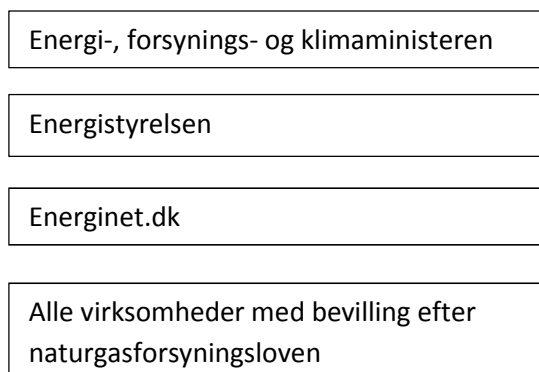 Energi-, forsynings- og klimaministeren
Energistyrelsen
Energinet.dk
Alle virksomheder med bevilling efter
naturgasforsyningsloven